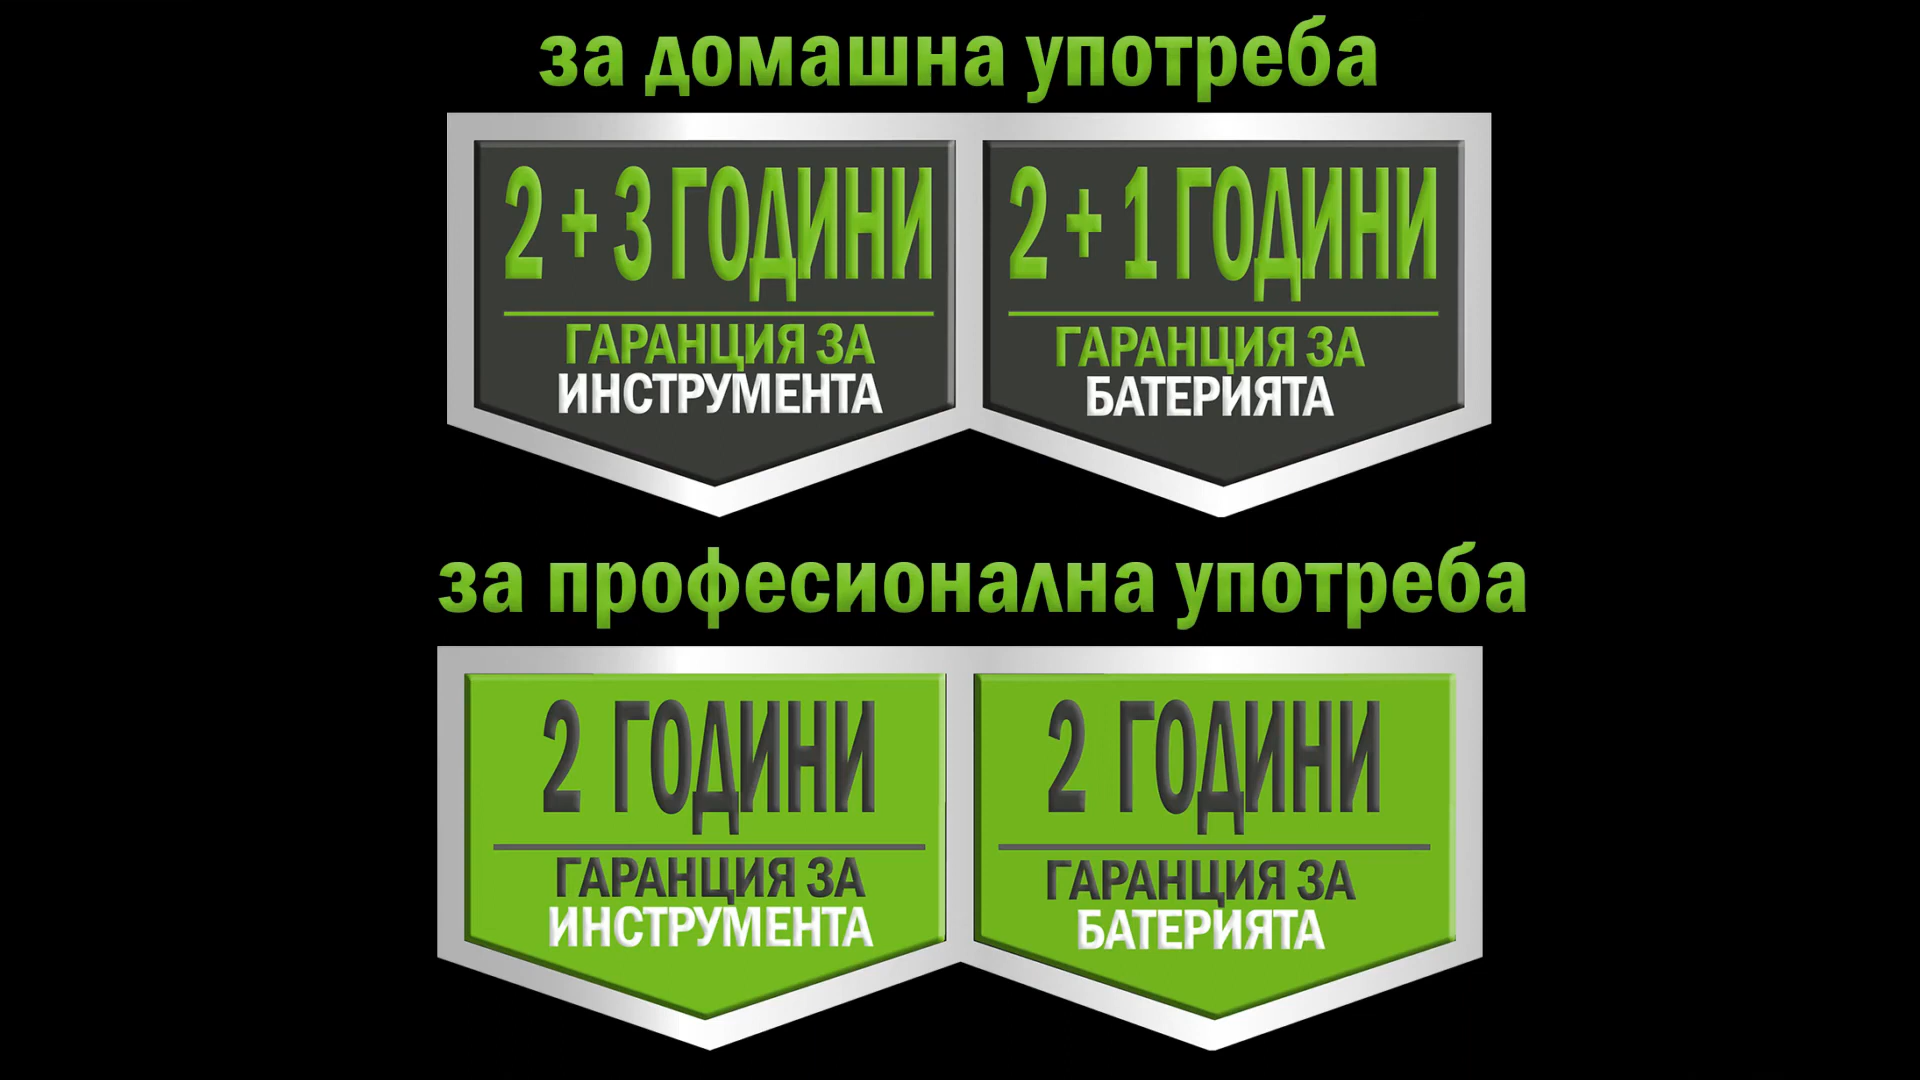 за домашна употреба
2 + 3 ГОДИНИ
ГАРАНЦИЯ ЗА
ИНСТРУМЕНТА
2 + 1 ГОДИНИ
ГАРАНЦИЯ ЗА
БАТЕРИЯТА
за професионална употреба
2 ГОДИНИ
ГАРАНЦИЯ ЗА
ИНСТРУМЕНТА
2 ГОДИНИ
ГАРАНЦИЯ ЗА
БАТЕРИЯТА